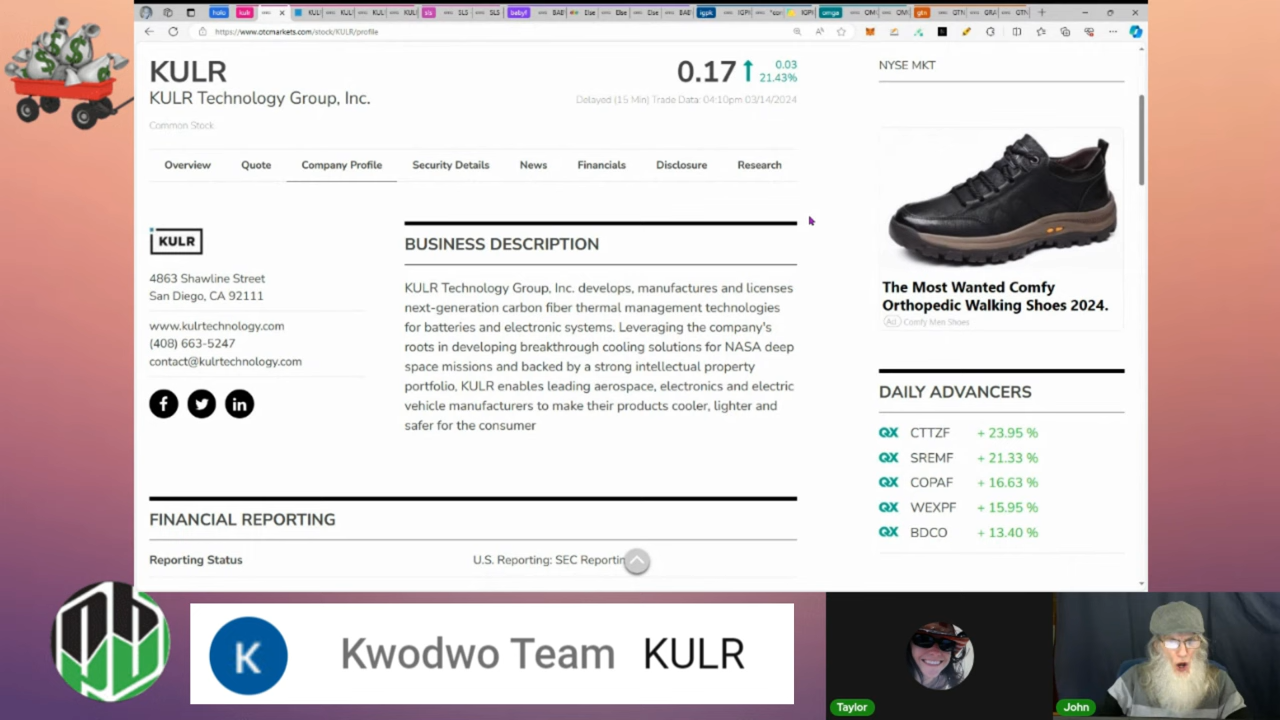 https://www.otcmarkets.com/stock/KULR/profile
KULR
KULR Technology Group, Inc.
Common Stock
0.17
0.03
21.43%
Delayed (15 Min) Trade Data: 04:10pm 03/14/2024
Overview Quote Company Profile Security Details News Financials Disclosure Research
KULR
4863 Shawline Street
San Diego, CA 92111
www.kulrtechnology.com
(408) 663-5247
contact@kulrtechnology.com
BUSINESS DESCRIPTION
KULR Technology Group, Inc. develops, manufactures and licenses
next-generation carbon fiber thermal management technologies
for batteries and electronic systems. Leveraging the company's
roots in developing breakthrough cooling solutions for NASA deep
space missions and backed by a strong intellectual property
portfolio, KULR enables leading aerospace, electronics and electric
vehicle manufacturers to make their products cooler, lighter and
safer for the consumer
FINANCIAL REPORTING
Reporting Status U.S. Reporting: SEC Reportin
NYSE MKT
The Most Wanted Comfy
Orthopedic Walking Shoes 2024.
Ad Comfy Men Shoes
DAILY ADVANCERS
QX CTTZF + 23.95 %
QX SREMF + 21.33 %
QX COPAF + 16.63 %
QX WEXPF + 15.95 %
QX BDCO + 13.40 %
K Kwodwo Team KULR
Taylor
John